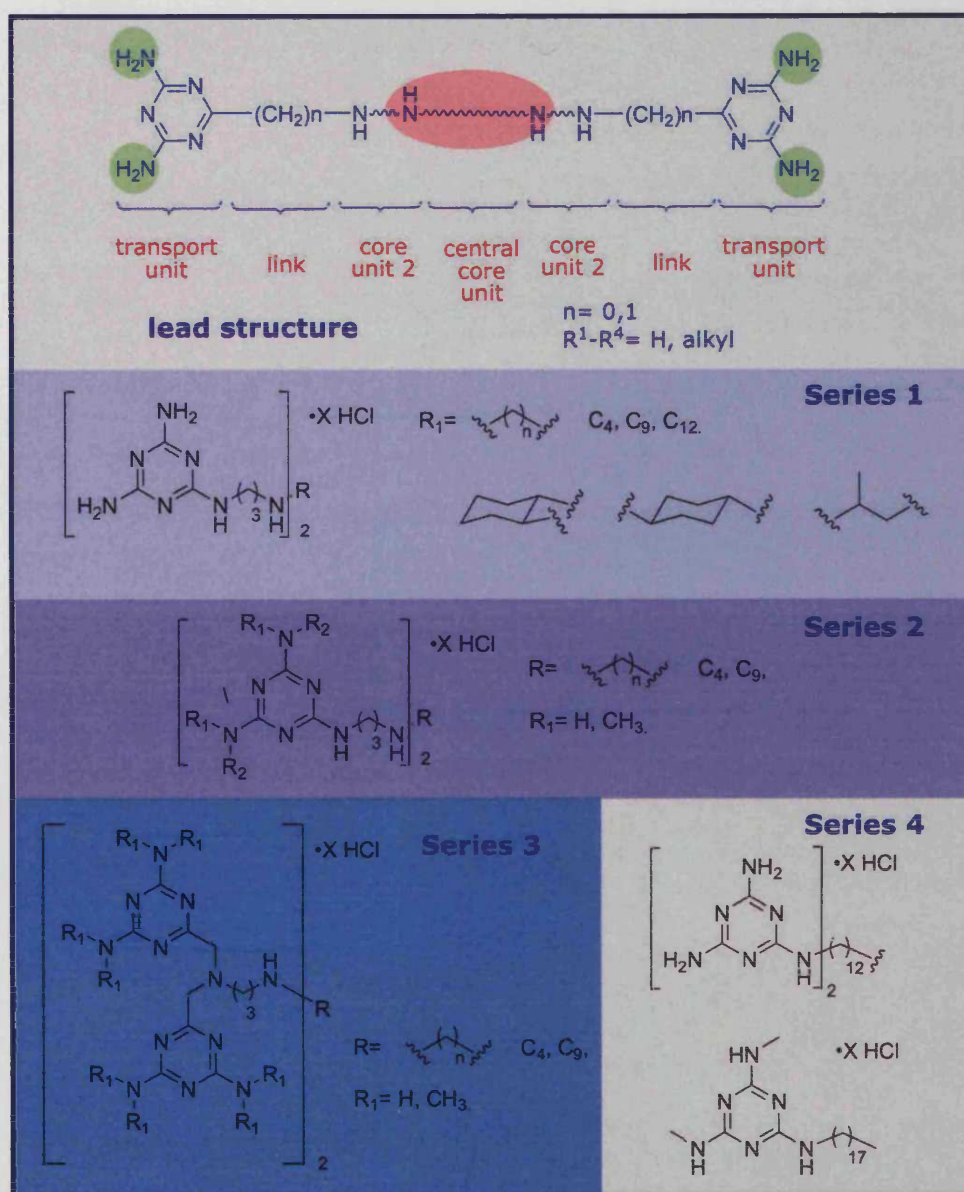 H₂N NH₂
N N N N
(CH₂)n N H N H N H N H (CH₂)n
N N
H₂N NH₂
transport unit link core unit 2 central core unit core unit 2 link transport unit
lead structure
n= 0,1
R¹-R⁴= H, alkyl
Series 1
NH₂ •X HCl R₁= n C₄, C₉, C₁₂.
N N
H₂N N N H 3 N H R
2
Series 2
R₁ N R₂ •X HCl
R= n C₄, C₉,
N N
R₁ N N N H 3 N H R
R₂ 2
R₁= H, CH₃.
Series 3
R₁ N R₁ •X HCl
N N
R₁ N N
R₁ H N
N 3 R
N N
R₁ N N N R₁
R₁ R₁
2
R= n C₄, C₉,
R₁= H, CH₃.
Series 4
NH₂ •X HCl
N N
H₂N N N H 12
2
HN •X HCl
N N
N H N N H 17